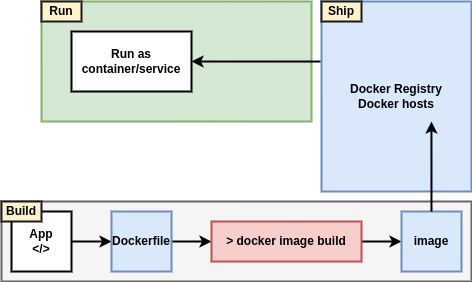 Run
Run as
container/service
Ship
Docker Registry
Docker hosts
Build
App
</>
Dockerfile
> docker image build
image